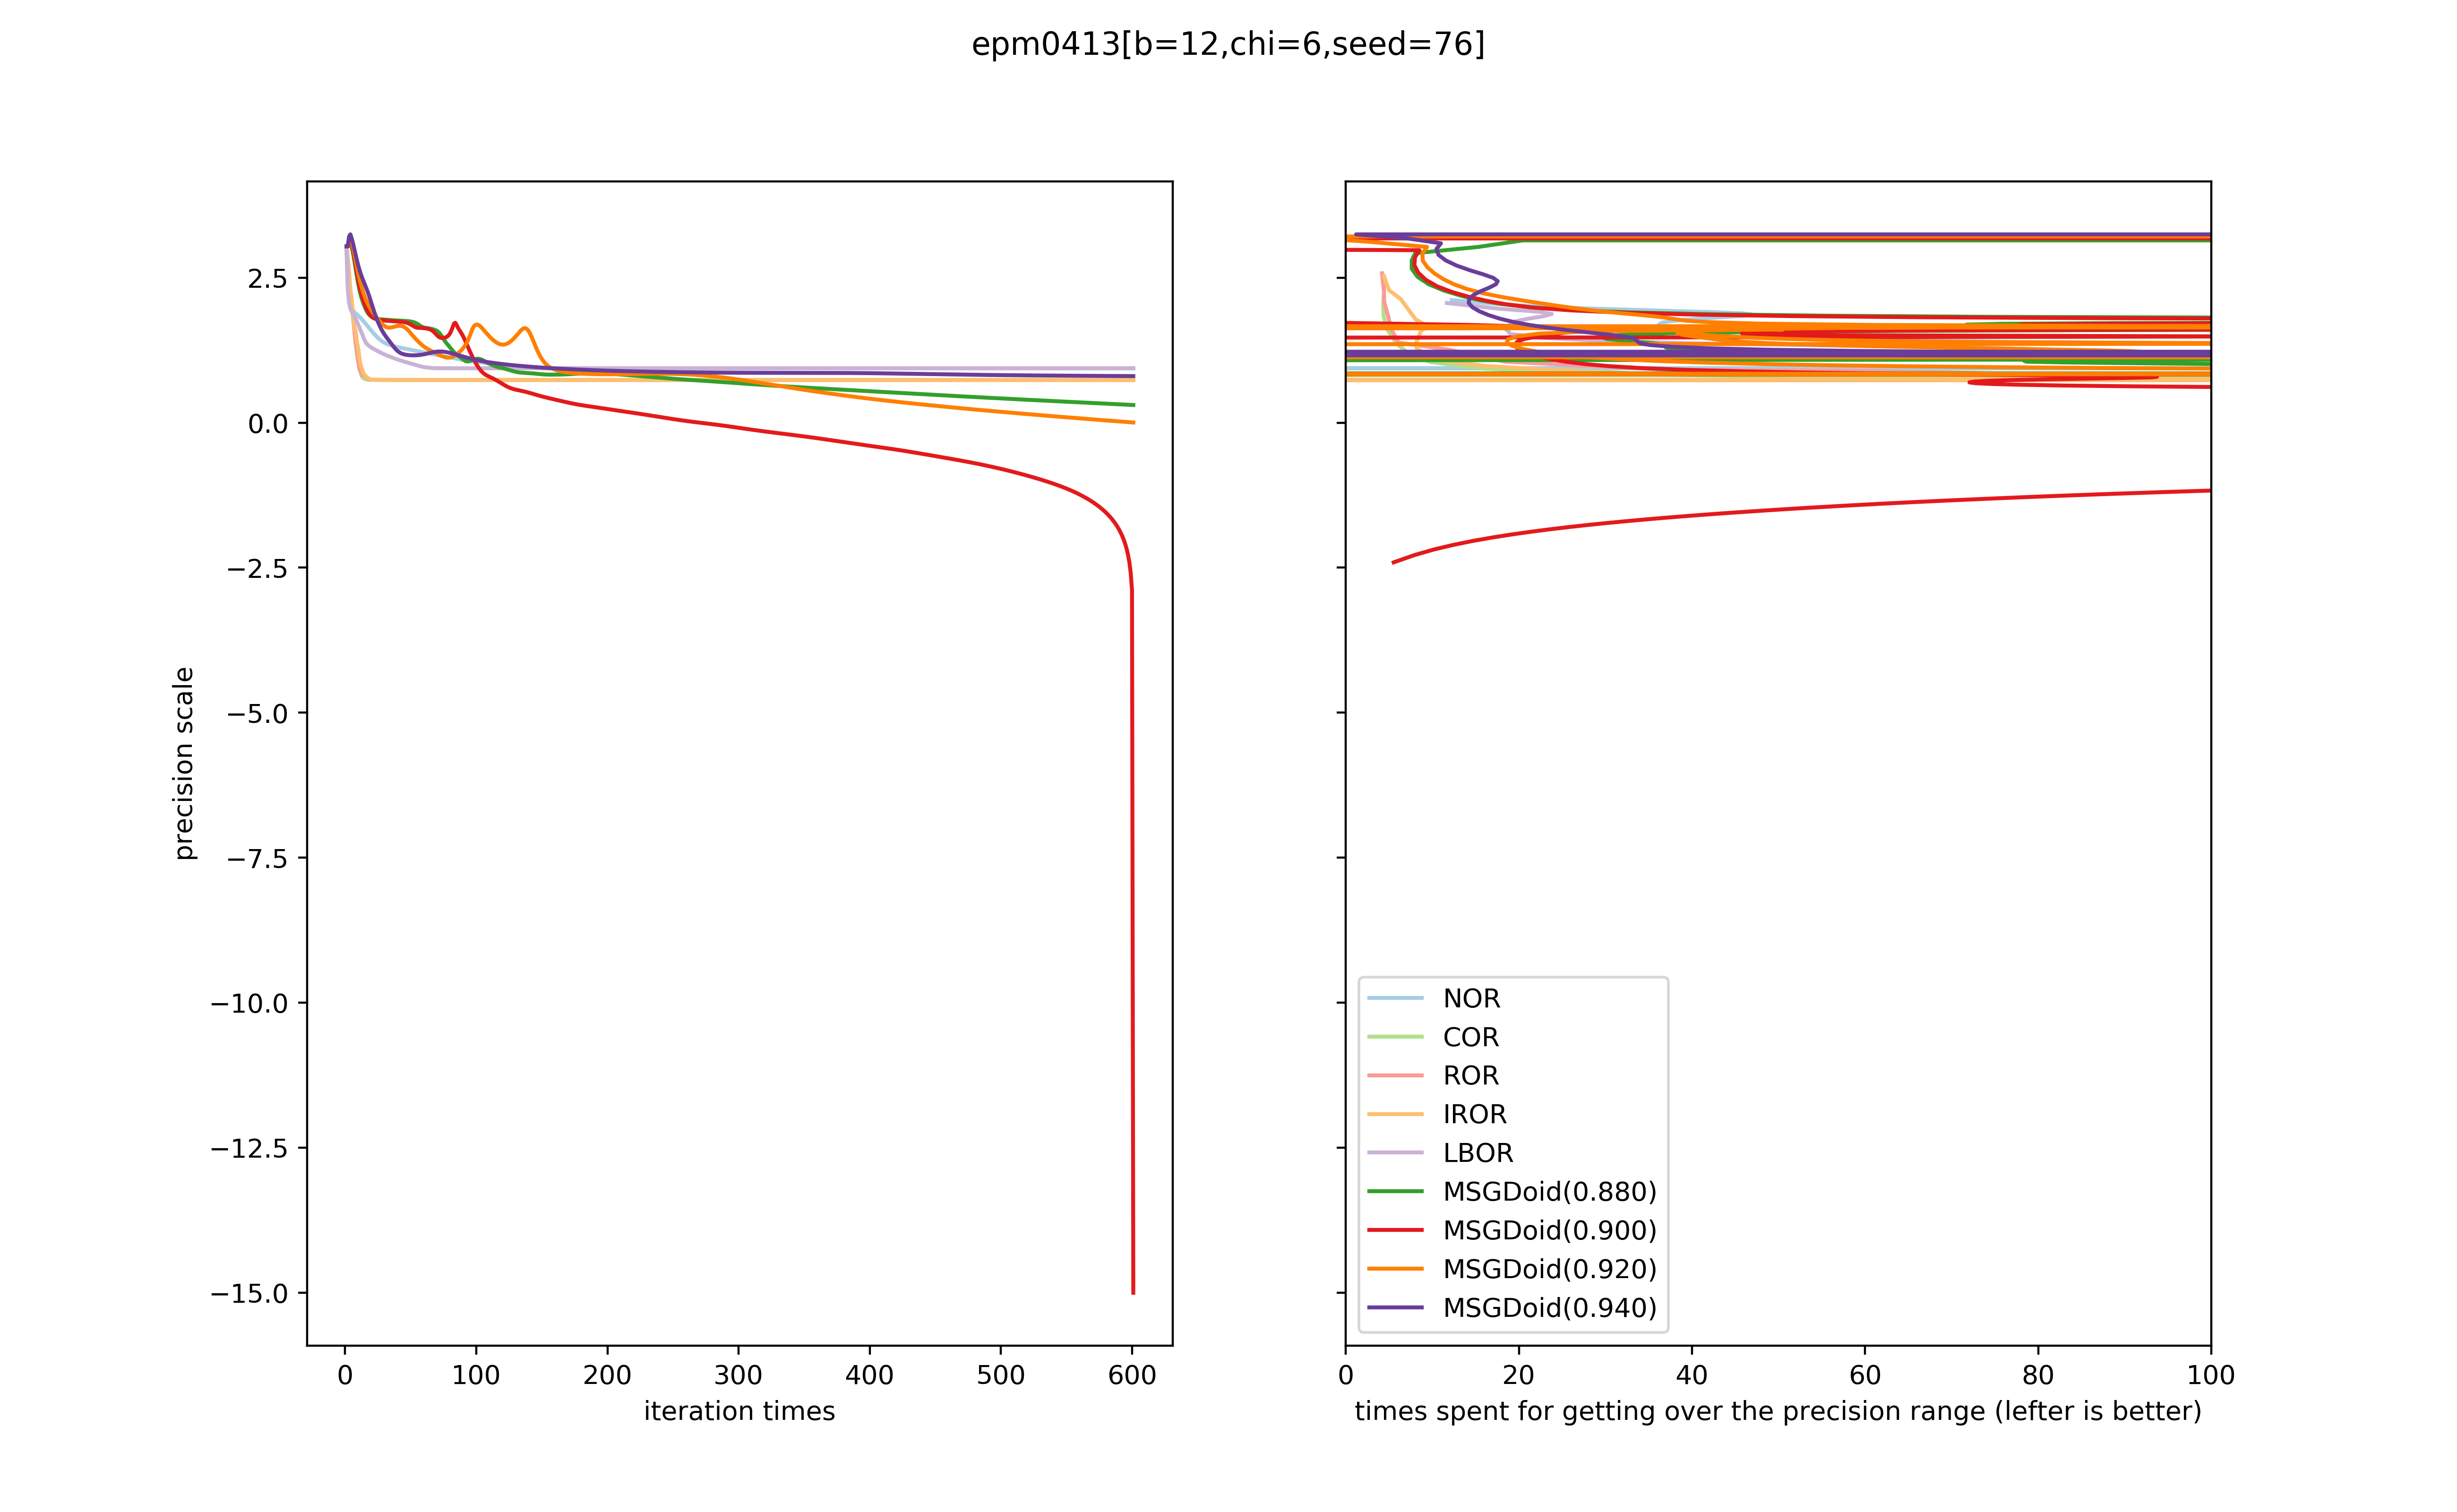 epm0413[b=12,chi=6,seed=76]
precision scale
2.5
0.0
−2.5
−5.0
−7.5
−10.0
−12.5
−15.0
0 100 200 300 400 500 600
iteration times
NOR
COR
ROR
IROR
LBOR
MSGDoid(0.880)
MSGDoid(0.900)
MSGDoid(0.920)
MSGDoid(0.940)
0 20 40 60 80 100
times spent for getting over the precision range (lefter is better)